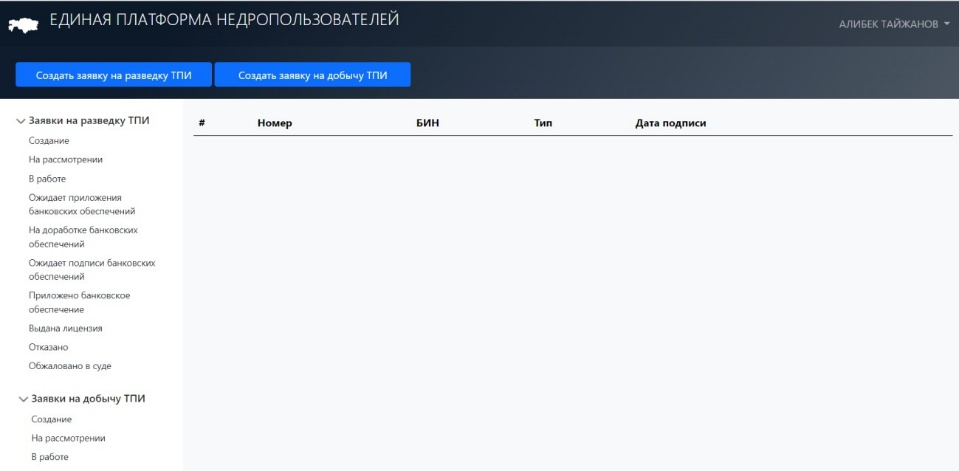 ЕДИНАЯ ПЛАТФОРМА НЕДРОПОЛЬЗОВАТЕЛЕЙ
АЛИБЕК ТАЙЖАНОВ
Создать заявку на разведку ТПИ
Создать заявку на добычу ТПИ
Заявки на разведку ТПИ
Создание
На рассмотрении
В работе
Ожидает приложения
банковских обеспечений
На доработке банковских
обеспечений
Ожидает подписи банковских
обеспечений
Приложено банковское
обеспечение
Выдана лицензия
Отказано
Обжаловано в суде
Заявки на добычу ТПИ
Создание
На рассмотрении
В работе
# Номер БИН Тип Дата подписи